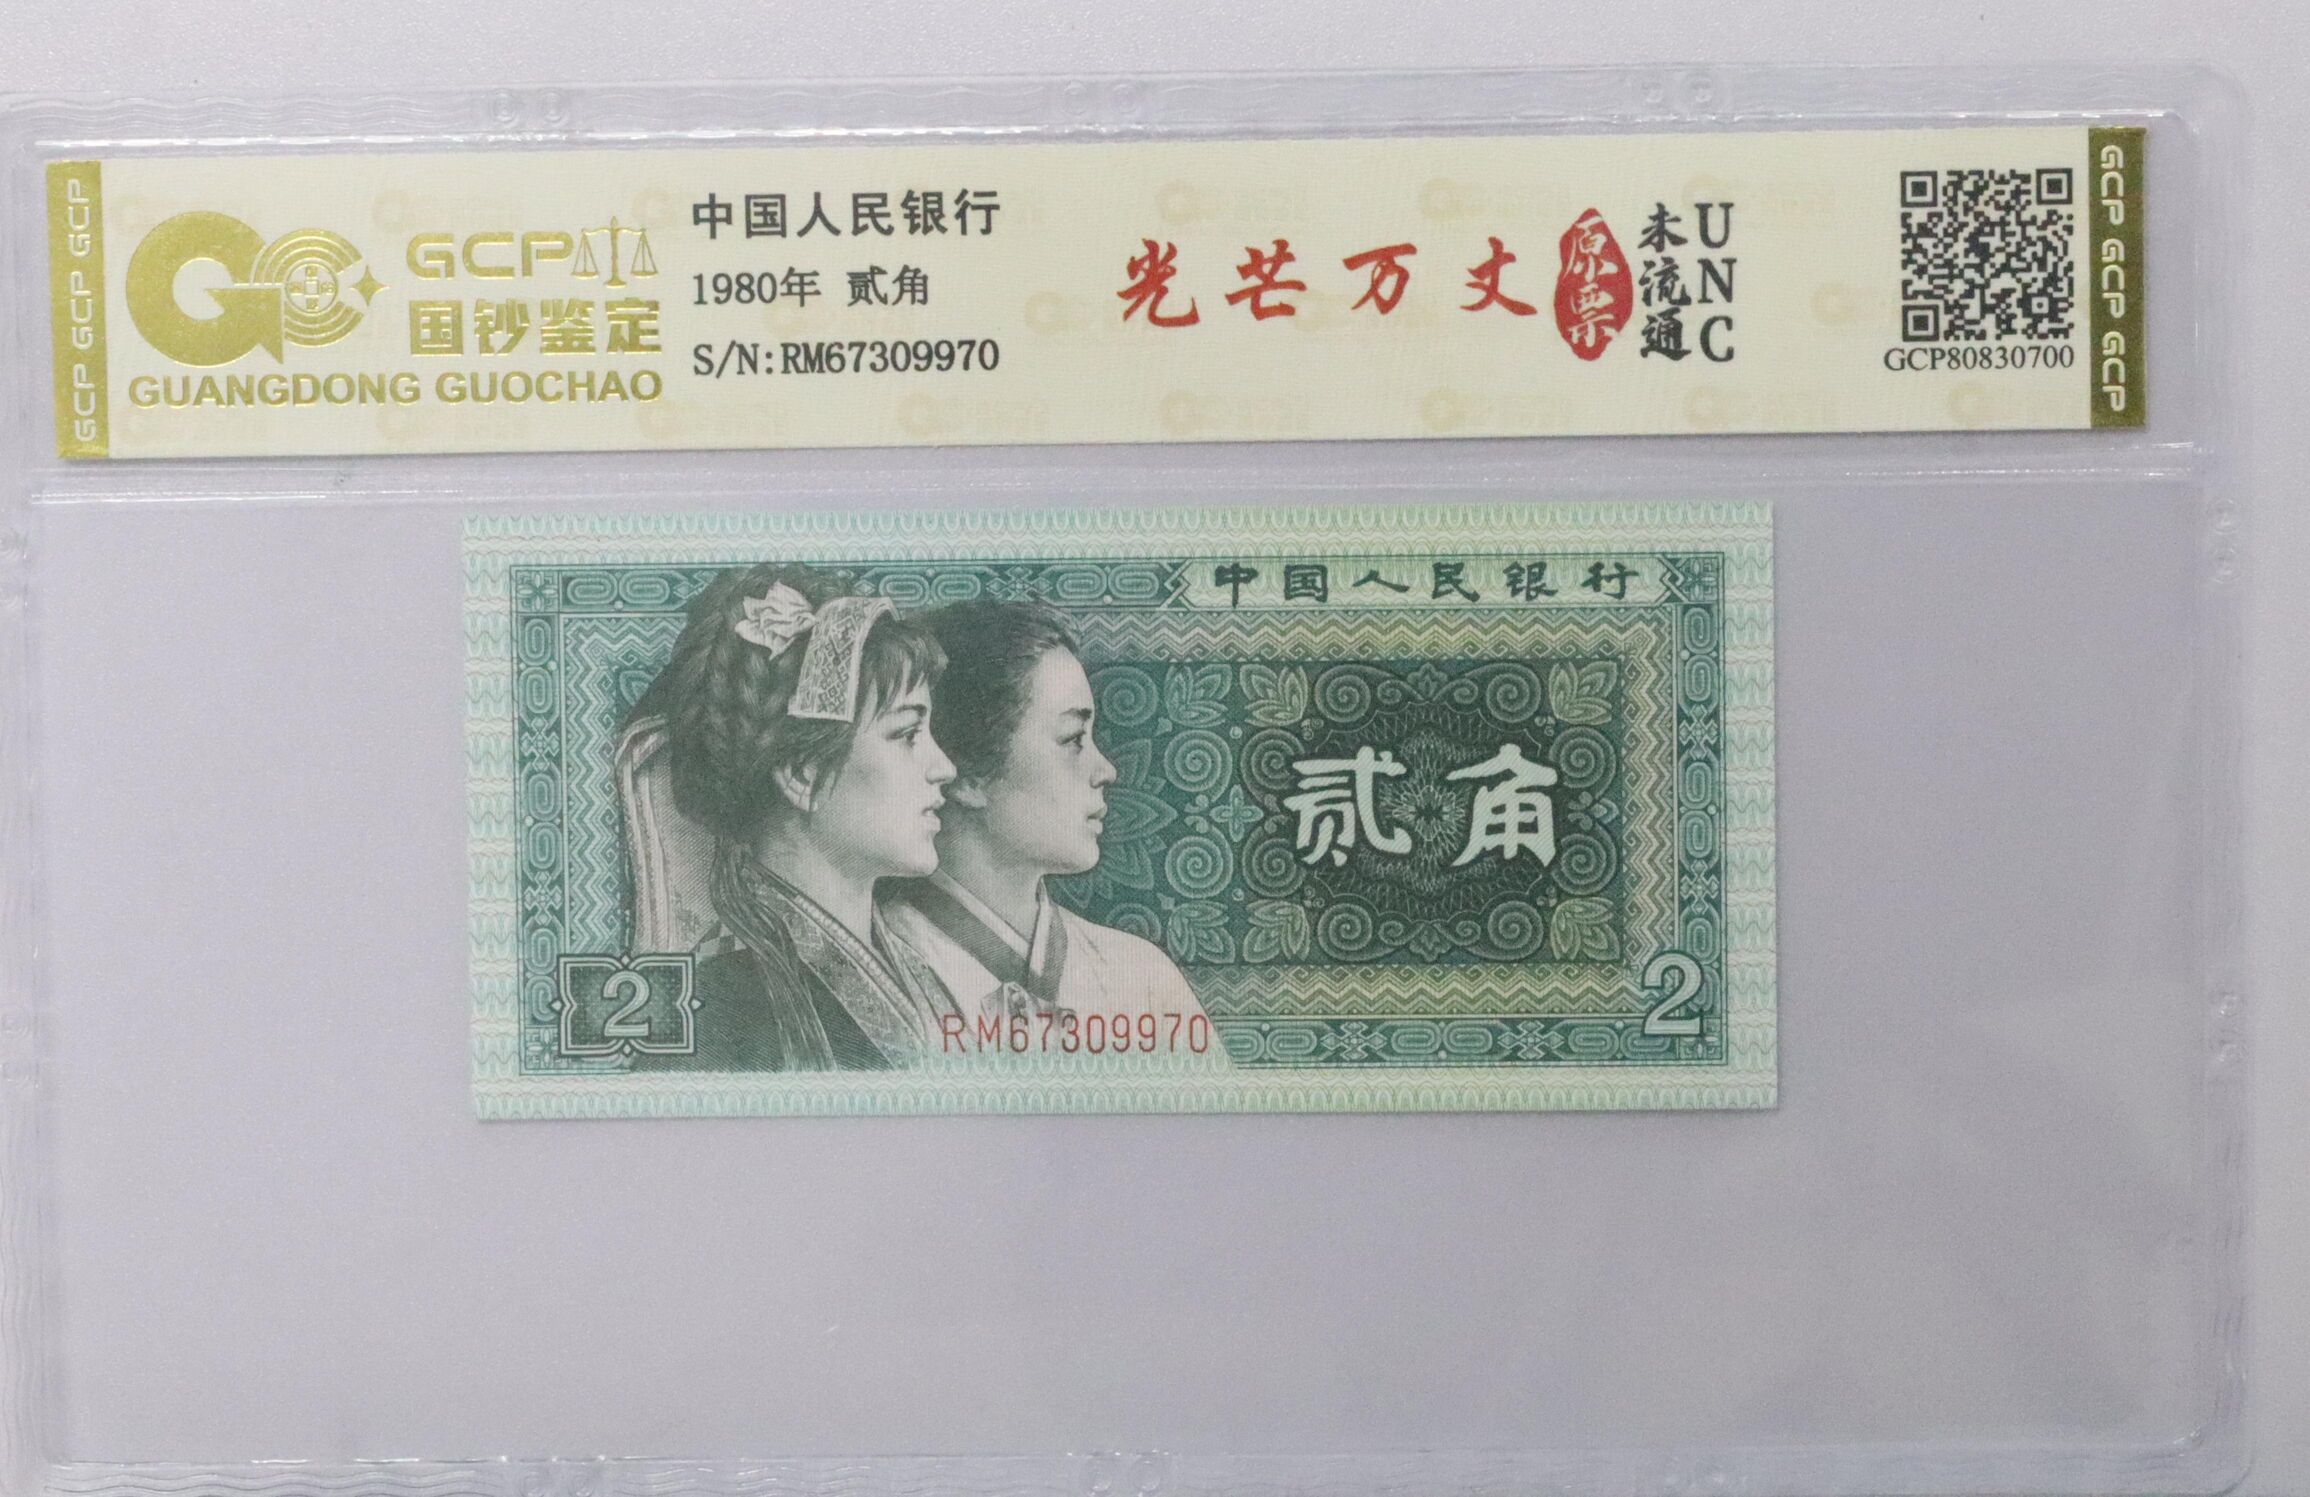 GCP GCP GCP
GCP
国钞鉴定
GUANGDONG GUOCHAO
中国人民银行
1980年 贰角
S/N:RM67309970
光芒万丈
原票
未流通
UNC
GCP80830700
GCP GCP GCP
中国人民银行
贰角
2
RM67309970
2